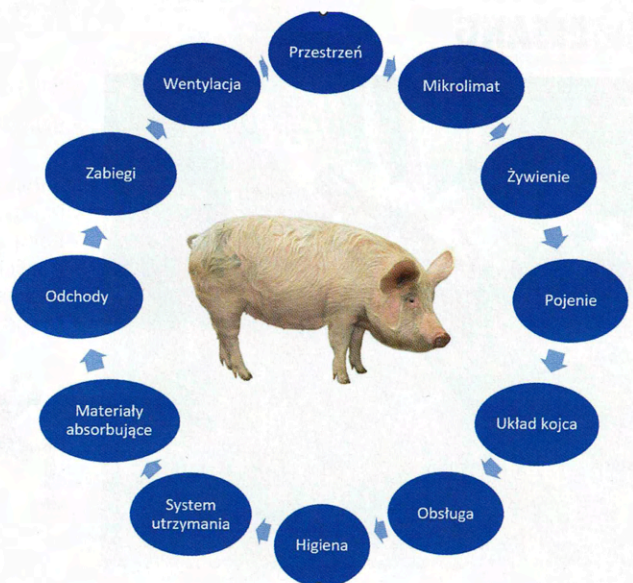 Przestrzeń
Mikrolimat
Żywienie
Pojenie
Układ kojca
Obsługa
Higiena
System
utrzymania
Materiały
absorbujące
Odchody
Zabiegi
Wentylacja